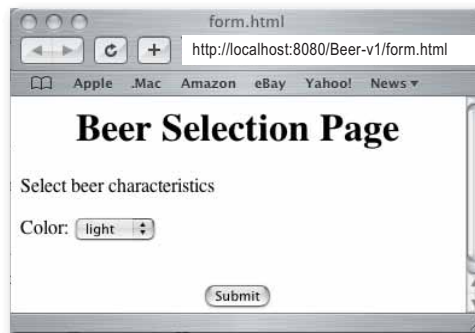 form.html
http://localhost:8080/Beer-v1/form.html
Apple .Mac Amazon eBay Yahoo! News ▾
Beer Selection Page
Select beer characteristics
Color: light
Submit